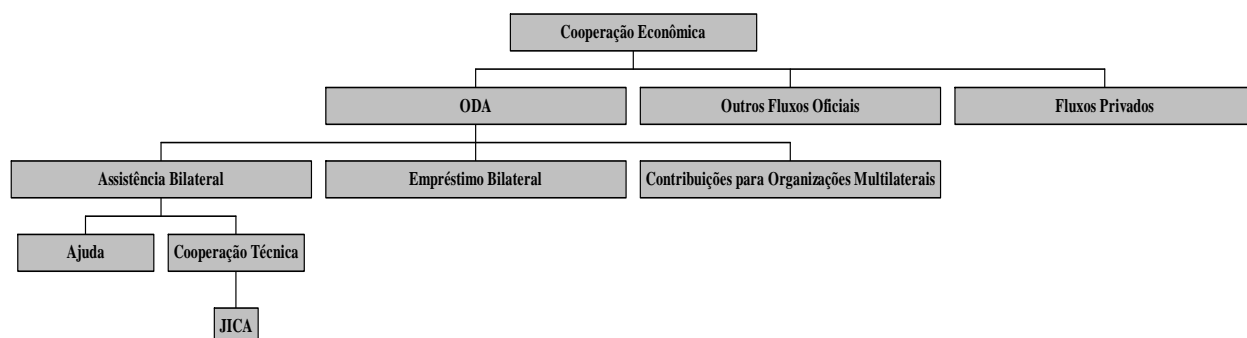 Cooperação Econômica
ODA
Outros Fluxos Oficiais
Fluxos Privados
Assistência Bilateral
Empréstimo Bilateral
Contribuições para Organizações Multilaterais
Ajuda
Cooperação Técnica
JICA